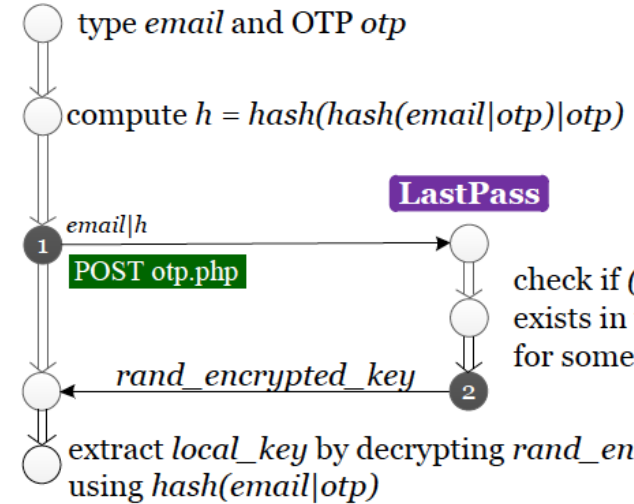 type email and OTP otp
compute h = hash(hash(email|otp)|otp)
LastPass
email|h
1
POST otp.php
check if (
exists in
for some
rand_encrypted_key
2
extract local_key by decrypting rand_en
using hash(email|otp)